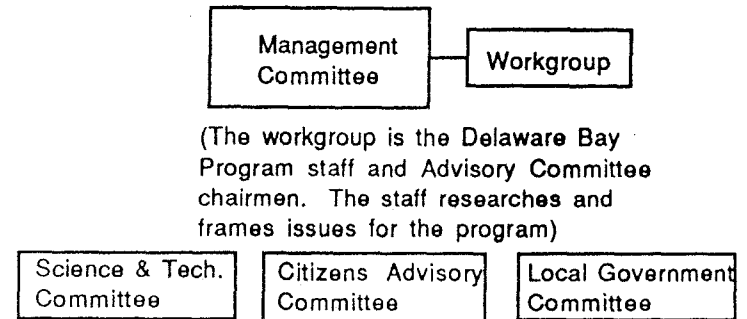 Management
Committee
Workgroup
(The workgroup is the Delaware Bay
Program staff and Advisory Committee
chairmen. The staff researches and
frames issues for the program)
Science & Tech.
Committee
Citizens Advisory
Committee
Local Government
Committee